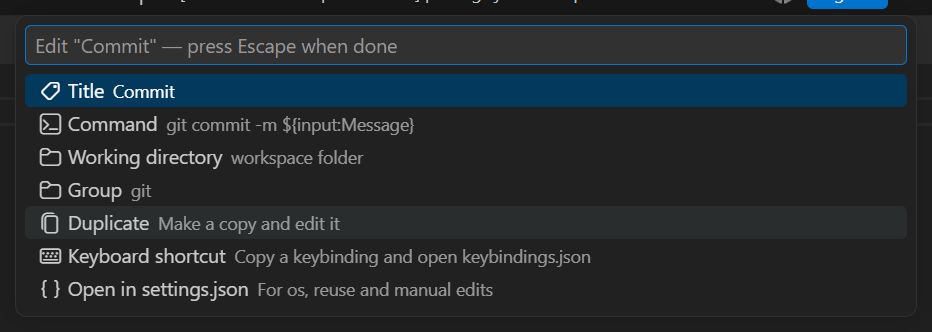 Edit "Commit" — press Escape when done
Title Commit
Command git commit -m ${input:Message}
Working directory workspace folder
Group git
Duplicate Make a copy and edit it
Keyboard shortcut Copy a keybinding and open keybindings.json
{ } Open in settings.json For os, reuse and manual edits